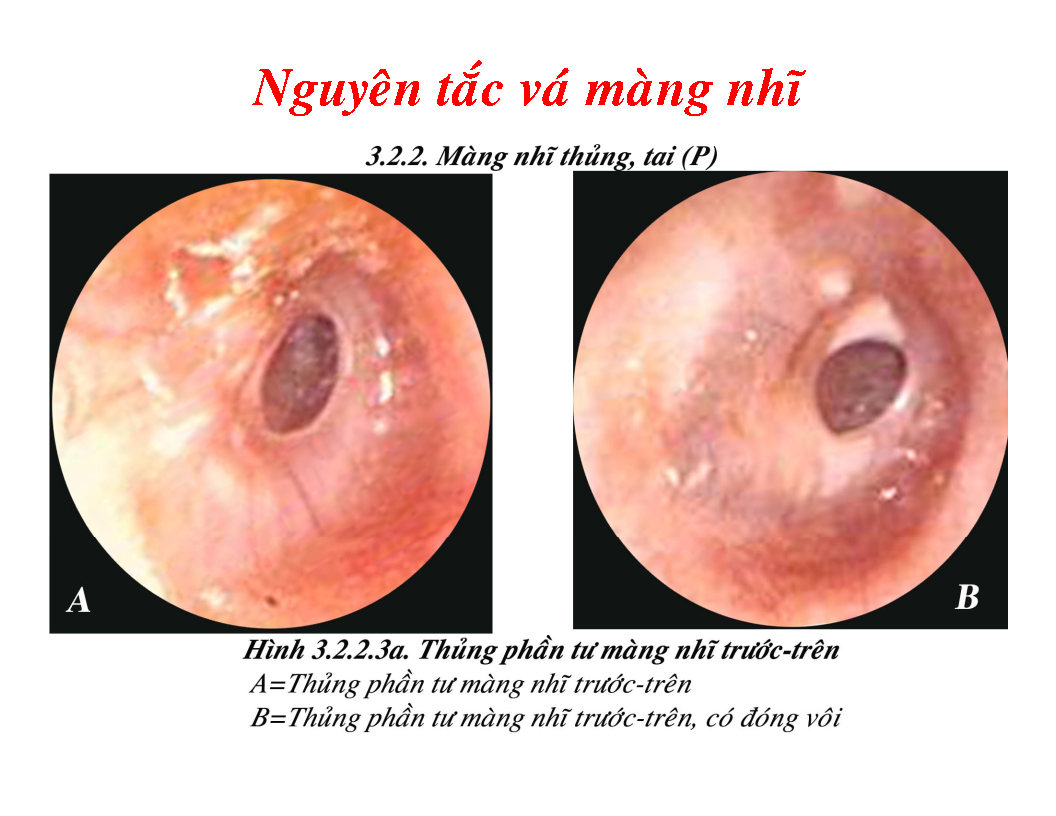 Nguyên tắc vá màng nhĩ
3.2.2. Màng nhĩ thủng, tai (P)
A
B
Hình 3.2.2.3a. Thủng phần tư màng nhĩ trước-trên
A=Thủng phần tư màng nhĩ trước-trên
B=Thủng phần tư màng nhĩ trước-trên, có đóng vôi